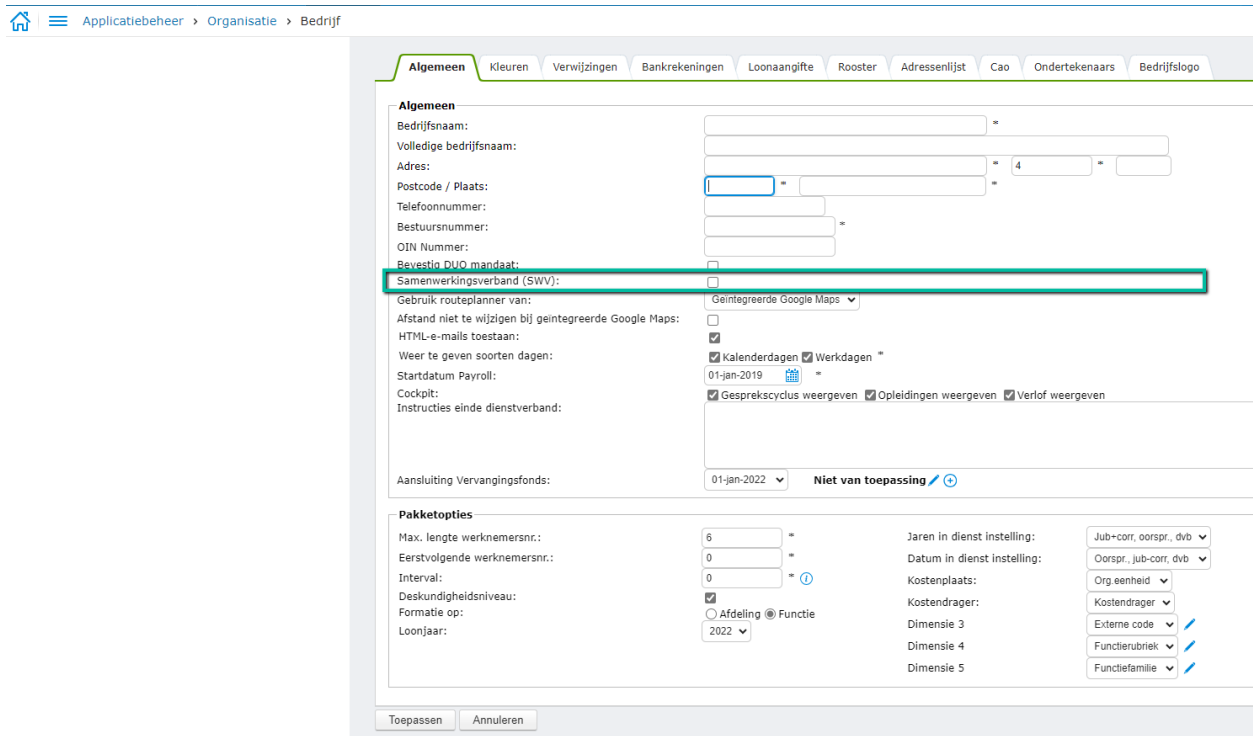 Applicatiebeheer > Organisatie > Bedrijf
Algemeen Kleuren Verwijzingen Bankrekeningen Loonaangifte Rooster Adressenlijst Cao Ondertekenaars Bedrijfslogo
Algemeen
Bedrijfsnaam: *
Volledige bedrijfsnaam:
Adres: * 4 *
Postcode / Plaats: * *
Telefoonnummer:
Bestuursnummer: *
OIN Nummer:
Bevestig DUO mandaat:
Samenwerkingsverband (SWV):
Gebruik routeplanner van: Geïntegreerde Google Maps
Afstand niet te wijzigen bij geïntegreerde Google Maps:
HTML-e-mails toestaan:
Weer te geven soorten dagen: Kalenderdagen Werkdagen *
Startdatum Payroll: 01-jan-2019 *
Cockpit: Gesprekscyclus weergeven Opleidingen weergeven Verlof weergeven
Instructies einde dienstverband:
Aansluiting Vervangingsfonds: 01-jan-2022 Niet van toepassing
Pakketopties
Max. lengte werknemersnr.: 6 * Jaren in dienst instelling: Jub+corr, oorspr., dvb
Eerstvolgende werknemersnr.: 0 * Datum in dienst instelling: Oorspr., jub-corr, dvb
Interval: 0 * Kostenplaats: Org.eenheid
Deskundigheidsniveau: Kostendrager: Kostendrager
Formatie op: Afdeling Functie Dimensie 3 Externe code
Loonjaar: 2022 Dimensie 4 Functierubriek
Dimensie 5 Functiefamilie
Toepassen Annuleren